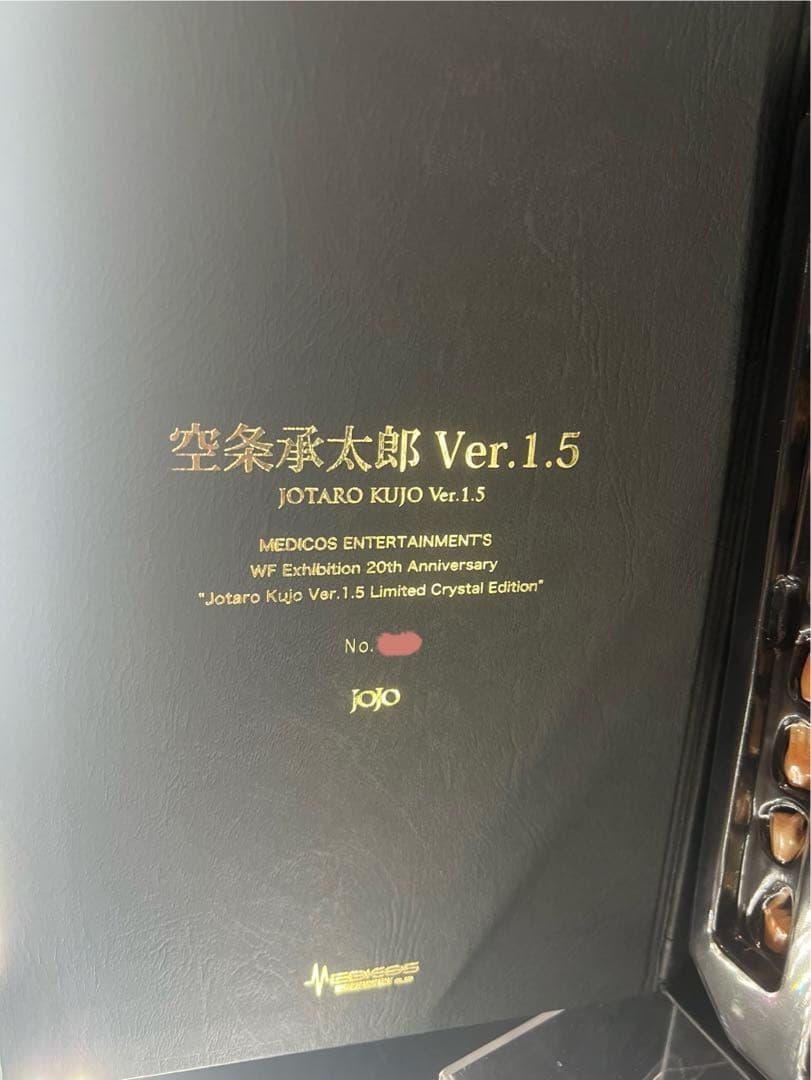 空条承太郎 Ver.1.5
JOTARO KUJO Ver.1.5
MEDICOS ENTERTAINMENT'S
WF Exhibition 20th Anniversary
"Jotaro Kujo Ver.1.5 Limited Crystal Edition"
No.
JOJO
MEDICOS